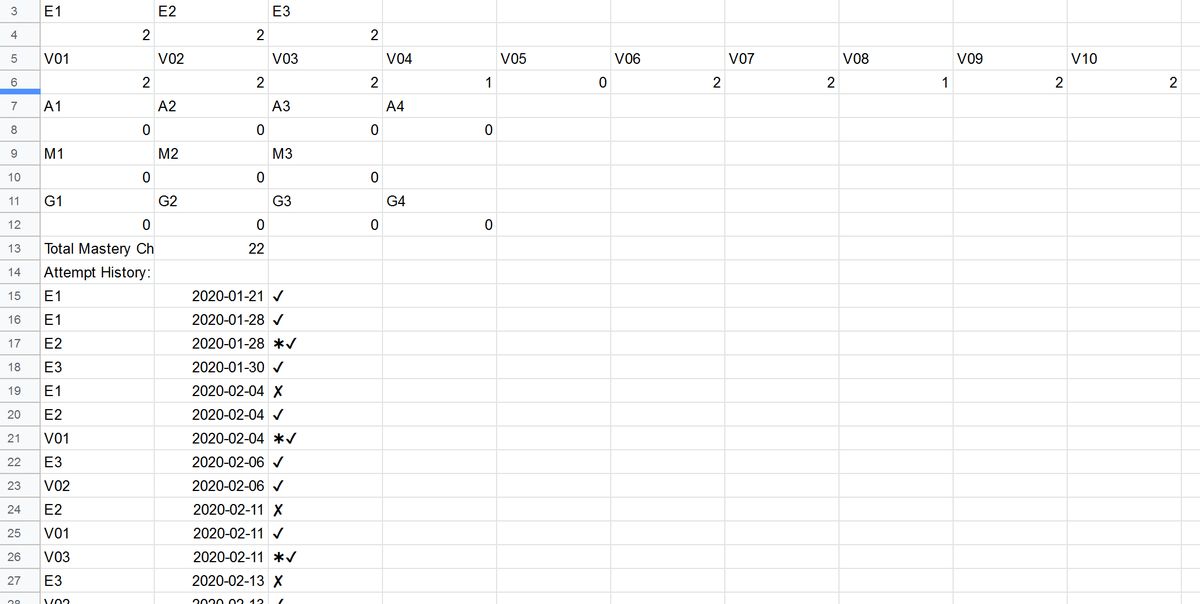 3 E1 E2 E3
4 2 2 2
5 V01 V02 V03 V04 V05 V06 V07 V08 V09 V10
6 2 2 2 1 0 2 2 1 2 2
7 A1 A2 A3 A4
8 0 0 0 0
9 M1 M2 M3
10 0 0 0
11 G1 G2 G3 G4
12 0 0 0 0
13 Total Mastery Ch 22
14 Attempt History:
15 E1 2020-01-21 ✓
16 E1 2020-01-28 ✓
17 E2 2020-01-28 ✱✓
18 E3 2020-01-30 ✓
19 E1 2020-02-04 ✗
20 E2 2020-02-04 ✓
21 V01 2020-02-04 ✱✓
22 E3 2020-02-06 ✓
23 V02 2020-02-06 ✓
24 E2 2020-02-11 ✗
25 V01 2020-02-11 ✓
26 V03 2020-02-11 ✱✓
27 E3 2020-02-13 ✗
28 V02 2020-02-13 ✓